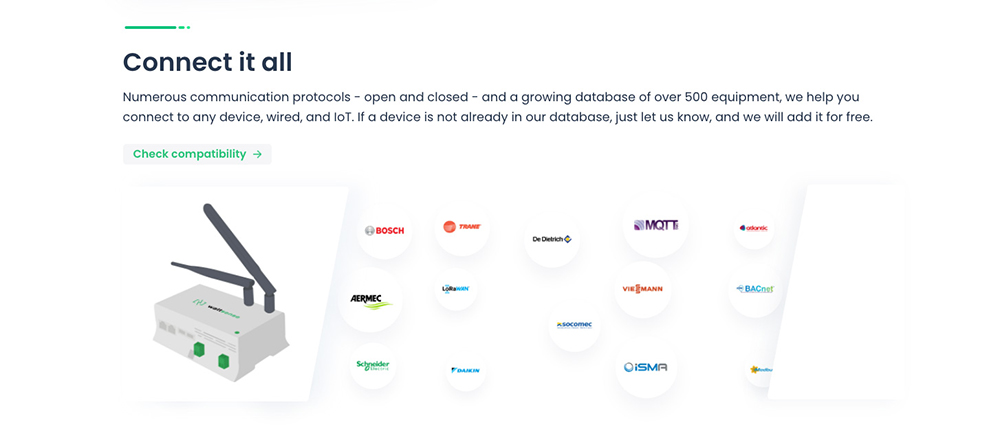 Connect it all
Numerous communication protocols - open and closed - and a growing database of over 500 equipment, we help you
connect to any device, wired, and IoT. If a device is not already in our database, just let us know, and we will add it for free.
Check compatibility →
BOSCH
TRANE
De Dietrich
MQTT
atlantic
AERMEC
LoRaWAN
VIESMANN
BACnet
socomec
Schneider
Electric
DAIKIN
iSMA
wattsense